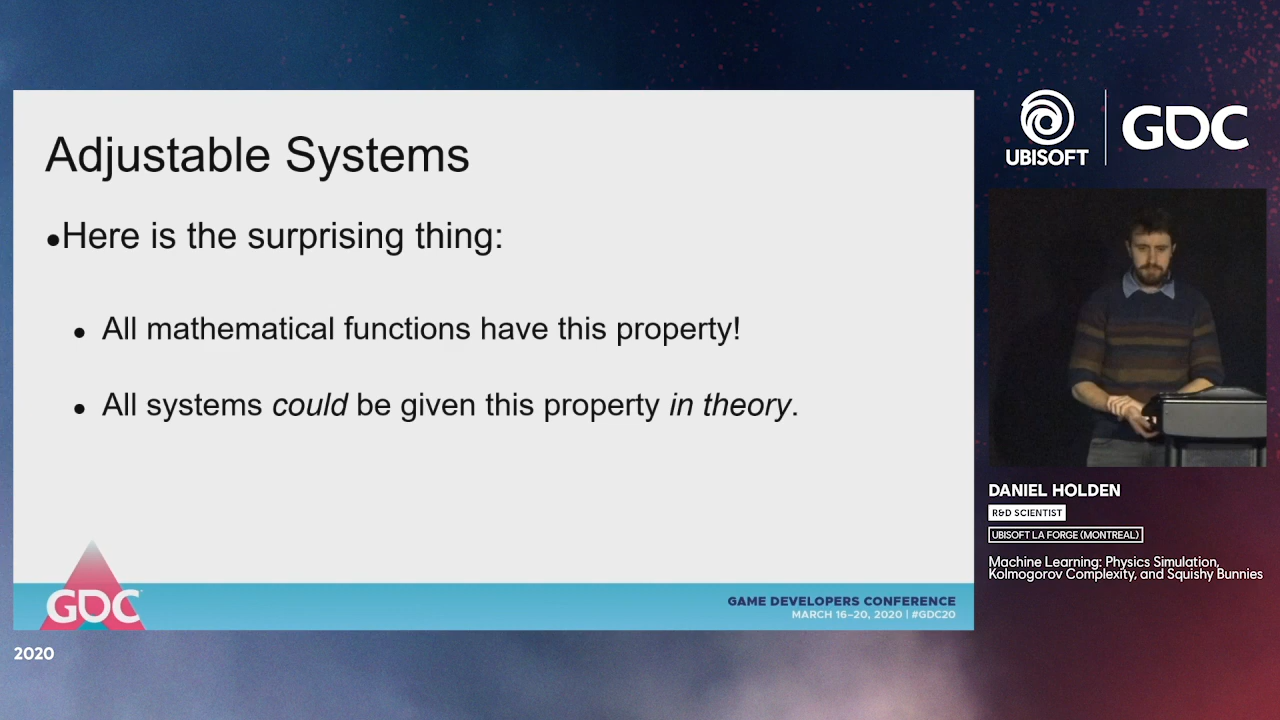 Adjustable Systems
•Here is the surprising thing:
• All mathematical functions have this property!
• All systems could be given this property in theory.
GDC
GAME DEVELOPERS CONFERENCE
MARCH 16–20, 2020 | #GDC20
2020
UBISOFT
GDC
DANIEL HOLDEN
R&D SCIENTIST
UBISOFT LA FORGE (MONTREAL)
Machine Learning: Physics Simulation,
Kolmogorov Complexity, and Squishy Bunnies